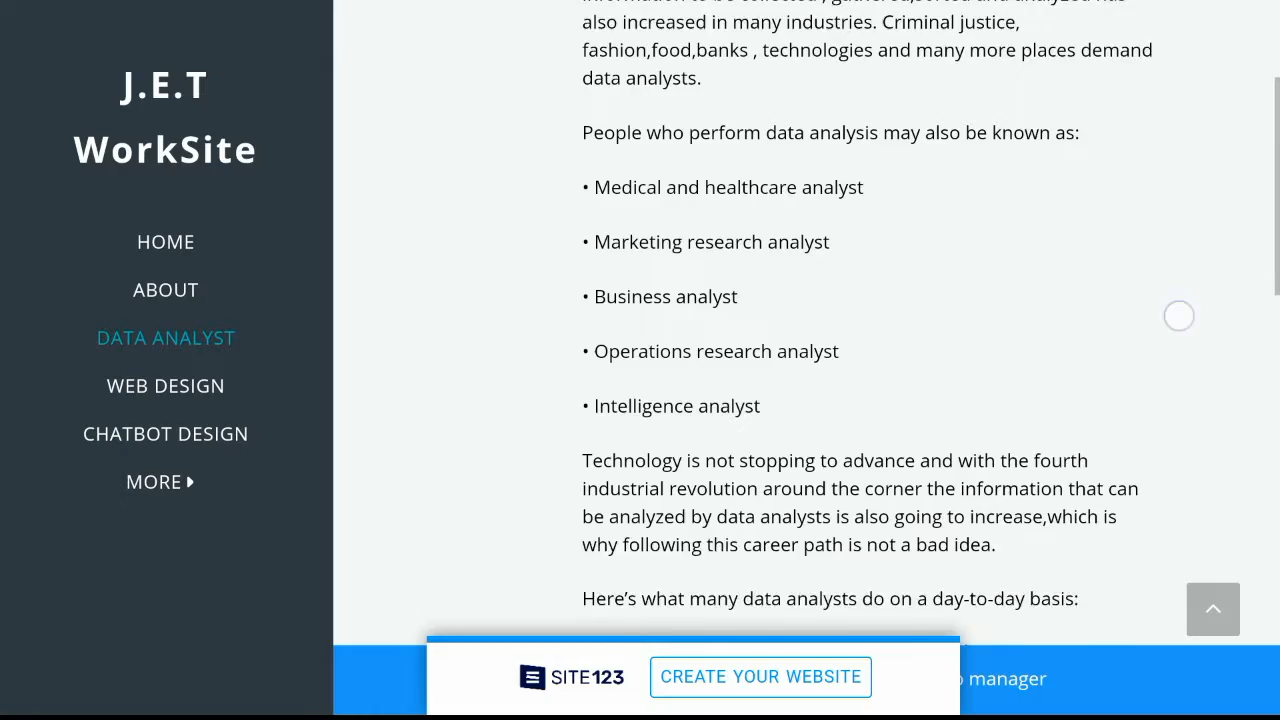 J.E.T
WorkSite
HOME
ABOUT
DATA ANALYST
WEB DESIGN
CHATBOT DESIGN
MORE
also increased in many industries. Criminal justice,
fashion,food,banks , technologies and many more places demand
data analysts.
People who perform data analysis may also be known as:
• Medical and healthcare analyst
• Marketing research analyst
• Business analyst
• Operations research analyst
• Intelligence analyst
Technology is not stopping to advance and with the fourth
industrial revolution around the corner the information that can
be analyzed by data analysts is also going to increase,which is
why following this career path is not a bad idea.
Here’s what many data analysts do on a day-to-day basis:
SITE123
CREATE YOUR WEBSITE
manager